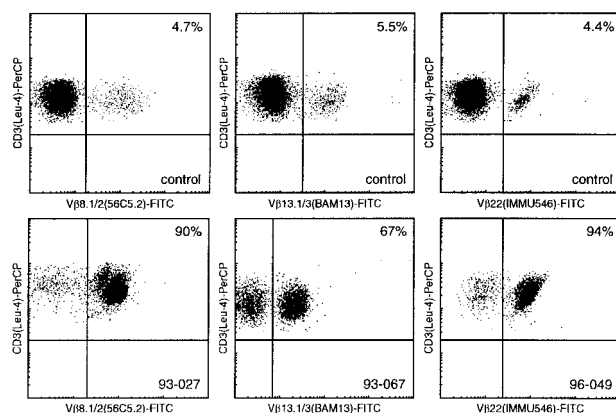 4.7%
CD3(Leu-4)-PerCP
control
Vβ8.1/2(56C5.2)-FITC
5.5%
CD3(Leu-4)-PerCP
control
Vβ13.1/3(BAM13)-FITC
4.4%
CD3(Leu-4)-PerCP
control
Vβ22(IMMU546)-FITC
90%
CD3(Leu-4)-PerCP
93-027
Vβ8.1/2(56C5.2)-FITC
67%
CD3(Leu-4)-PerCP
93-067
Vβ13.1/3(BAM13)-FITC
94%
CD3(Leu-4)-PerCP
96-049
Vβ22(IMMU546)-FITC